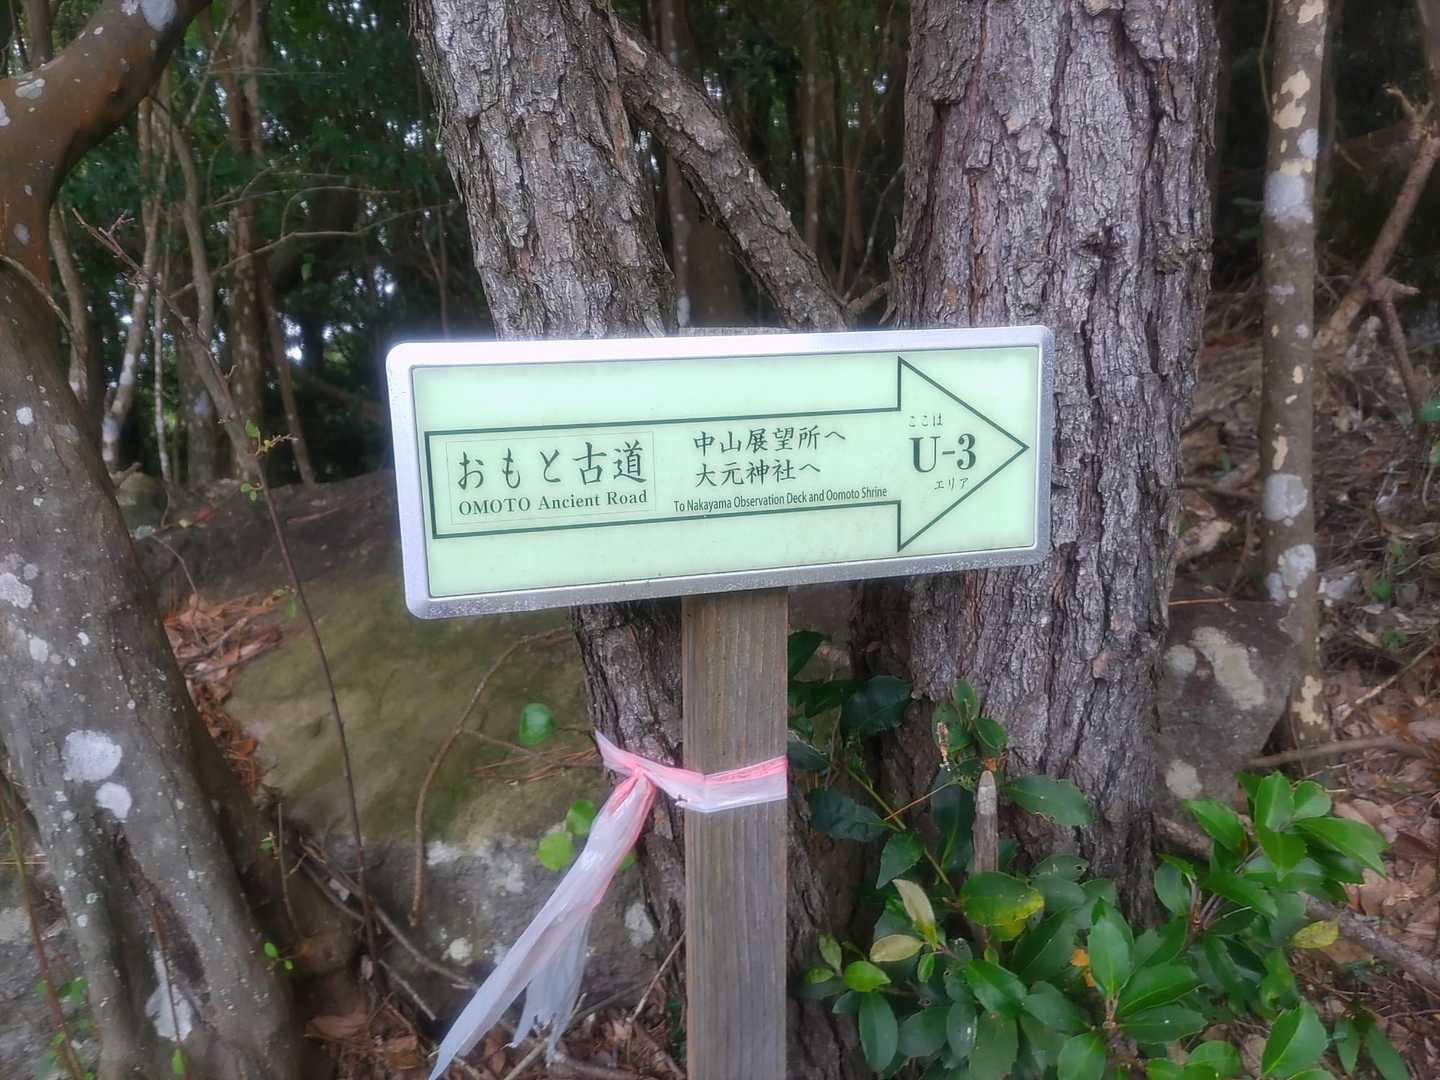 おもと古道
OMOTO Ancient Road
中山展望所へ
大元神社へ
To Nakayama Observation Deck and Oomoto Shrine
ここは
U-3
エリア